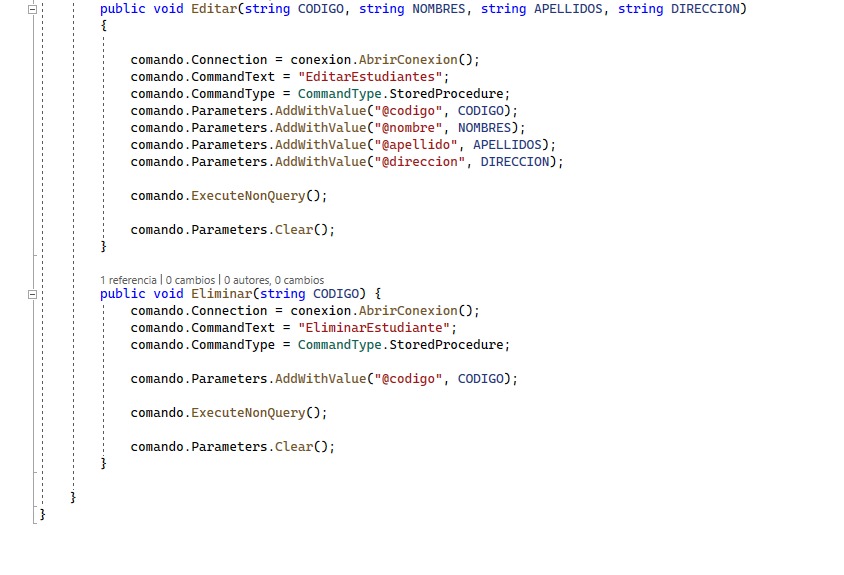 public void Editar(string CODIGO, string NOMBRES, string APELLIDOS, string DIRECCION)
{
comando.Connection = conexion.AbrirConexion();
comando.CommandText = "EditarEstudiantes";
comando.CommandType = CommandType.StoredProcedure;
comando.Parameters.AddWithValue("@codigo", CODIGO);
comando.Parameters.AddWithValue("@nombre", NOMBRES);
comando.Parameters.AddWithValue("@apellido", APELLIDOS);
comando.Parameters.AddWithValue("@direccion", DIRECCION);
comando.ExecuteNonQuery();
comando.Parameters.Clear();
}
1 referencia | 0 cambios | 0 autores, 0 cambios
public void Eliminar(string CODIGO) {
comando.Connection = conexion.AbrirConexion();
comando.CommandText = "EliminarEstudiante";
comando.CommandType = CommandType.StoredProcedure;
comando.Parameters.AddWithValue("@codigo", CODIGO);
comando.ExecuteNonQuery();
comando.Parameters.Clear();
}
}
}